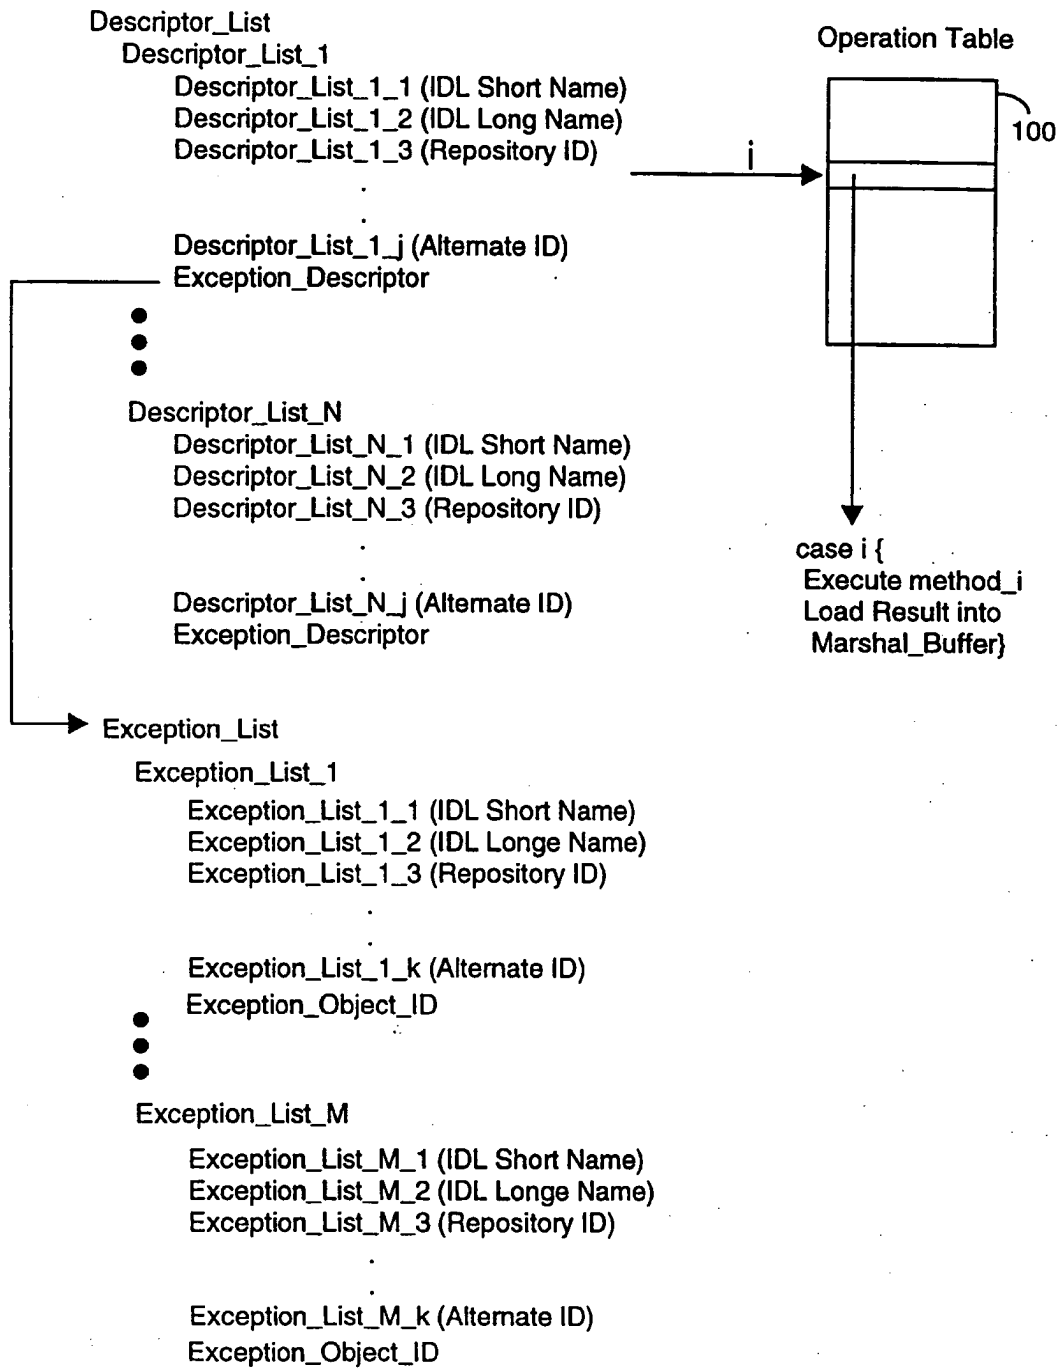 Descriptor_List
Descriptor_List_1
Descriptor_List_1_1 (IDL Short Name)
Descriptor_List_1_2 (IDL Long Name)
Descriptor_List_1_3 (Repository ID)
.
.
Descriptor_List_1_j (Alternate ID)
Exception_Descriptor
Descriptor_List_N
Descriptor_List_N_1 (IDL Short Name)
Descriptor_List_N_2 (IDL Long Name)
Descriptor_List_N_3 (Repository ID)
.
.
Descriptor_List_N_j (Alternate ID)
Exception_Descriptor
Operation Table
100
i
case i {
Execute method_i
Load Result into
Marshal_Buffer}
Exception_List
Exception_List_1
Exception_List_1_1 (IDL Short Name)
Exception_List_1_2 (IDL Longe Name)
Exception_List_1_3 (Repository ID)
.
.
Exception_List_1_k (Alternate ID)
Exception_Object_ID
Exception_List_M
Exception_List_M_1 (IDL Short Name)
Exception_List_M_2 (IDL Longe Name)
Exception_List_M_3 (Repository ID)
.
.
Exception_List_M_k (Alternate ID)
Exception_Object_ID